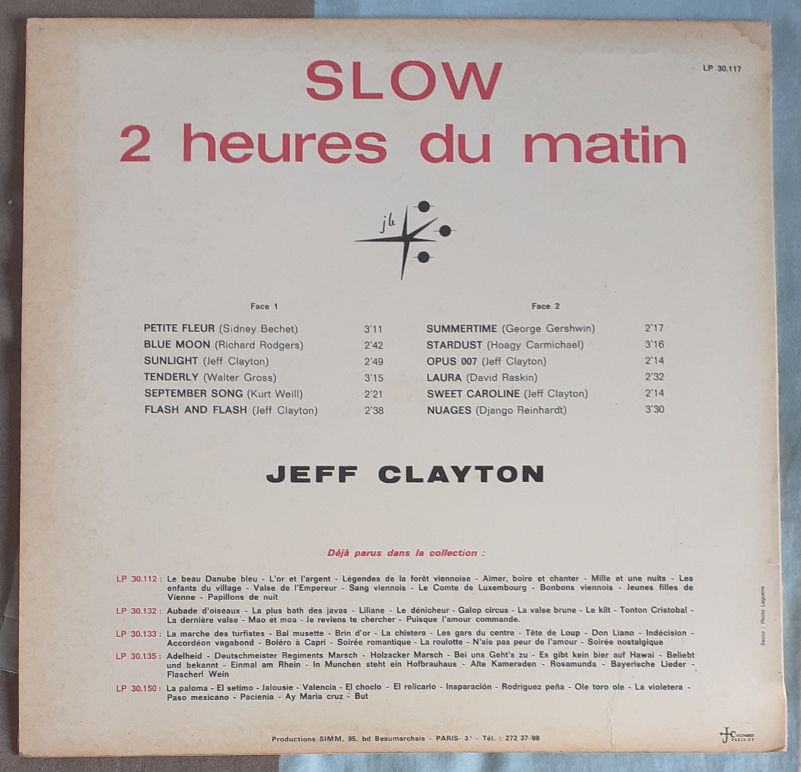 LP 30.117
SLOW
2 heures du matin
jb
Face 1
PETITE FLEUR (Sidney Bechet) 3'11
BLUE MOON (Richard Rodgers) 2'42
SUNLIGHT (Jeff Clayton) 2'49
TENDERLY (Walter Gross) 3'15
SEPTEMBER SONG (Kurt Weill) 2'21
FLASH AND FLASH (Jeff Clayton) 2'38
Face 2
SUMMERTIME (George Gershwin) 2'17
STARDUST (Hoagy Carmichael) 3'16
OPUS 007 (Jeff Clayton) 2'14
LAURA (David Raskin) 2'32
SWEET CAROLINE (Jeff Clayton) 2'14
NUAGES (Django Reinhardt) 3'30
JEFF CLAYTON
Déjà parus dans la collection :
LP 30.112 : Le beau Danube bleu - L'or et l'argent - Légendes de la forêt viennoise - Aimer, boire et chanter - Mille et une nuits - Les
enfants du village - Valse de l'Empereur - Sang viennois - Le Comte de Luxembourg - Bonbons viennois - Jeunes filles de
Vienne - Papillons de nuit
LP 30.132 : Aubade d'oiseaux - La plus bath des javas - Liliane - Le dénicheur - Galop circus - La valse brune - Le kilt - Tonton Cristobal -
La dernière valse - Mao et moa - Je reviens te chercher - Puisque l'amour commande.
LP 30.133 : La marche des turfistes - Bal musette - Brin d'or - La chistera - Les gars du centre - Tête de Loup - Don Liano - Indécision -
Accordéon vagabond - Boléro à Capri - Soirée romantique - La roulotte - N'aie pas peur de l'amour - Soirée nostalgique
LP 30.135 : Adelheid - Deutschmeister Regiments Marsch - Holzacker Marsch - Bei uns Geht's zu - Es gibt kein bier auf Hawai - Beliebt
und bekannt - Einmal am Rhein - In Munchen steht ein Hofbrauhaus - Alte Kameraden - Rosamunda - Bayerische Lieder -
Flascherl Wein
LP 30.150 : La paloma - El setimo - Jalousie - Valencia - El choclo - El relicario - Insparación - Rodriguez peña - Ole toro ole - La violetera -
Paso mexicano - Pacienia - Ay Maria cruz - But
Productions SIMM, 95, bd Beaumarchais - PARIS- 3° - Tél. : 272 37-98
Recto : Photo Laguens